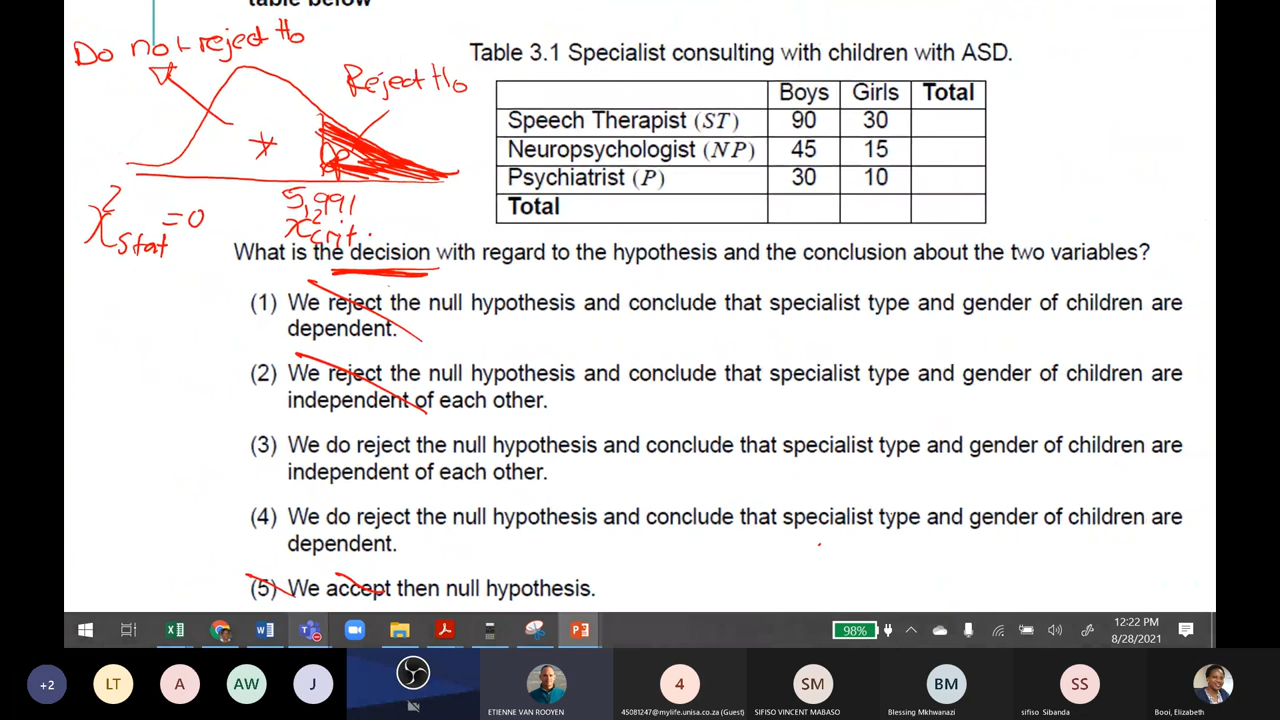 table below
Do not reject Ho
Reject Ho
5,991
χ²crit.
χ²stat = 0
Table 3.1 Specialist consulting with children with ASD.
Boys Girls Total
Speech Therapist (ST) 90 30
Neuropsychologist (NP) 45 15
Psychiatrist (P) 30 10
Total
What is the decision with regard to the hypothesis and the conclusion about the two variables?
(1) We reject the null hypothesis and conclude that specialist type and gender of children are
dependent.
(2) We reject the null hypothesis and conclude that specialist type and gender of children are
independent of each other.
(3) We do reject the null hypothesis and conclude that specialist type and gender of children are
independent of each other.
(4) We do reject the null hypothesis and conclude that specialist type and gender of children are
dependent.
(5) We accept then null hypothesis.
98%
12:22 PM
8/28/2021
+2
LT
A
AW
J
ETIENNE VAN ROOYEN
4
45081247@mylife.unisa.co.za (Guest)
SM
SIFISO VINCENT MABASO
BM
Blessing Mkhwanazi
SS
sifiso Sibanda
Booi, Elizabeth